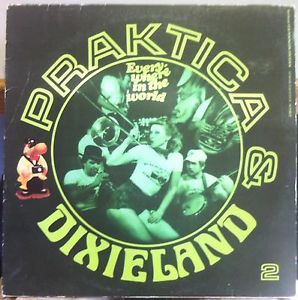 PRAKTICA &
Every-
where
in the
world
DIXIELAND
2